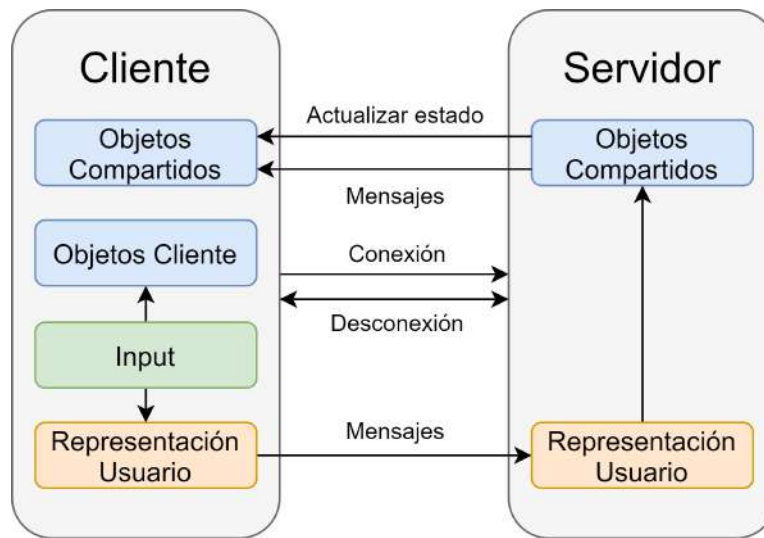 Cliente
Servidor
Actualizar estado
Objetos
Compartidos
Objetos
Compartidos
Mensajes
Objetos Cliente
Conexión
Desconexión
Input
Representación
Usuario
Mensajes
Representación
Usuario